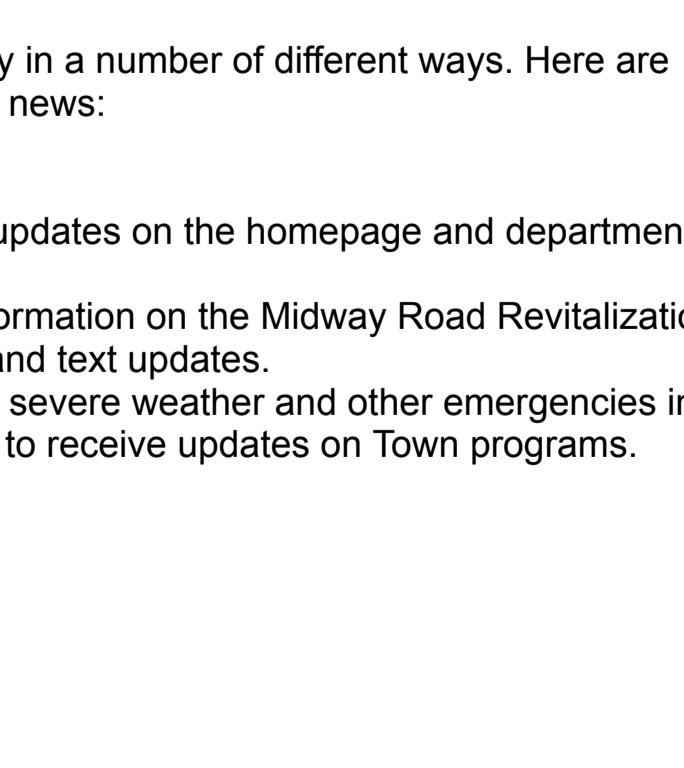 y in a number of different ways. Here are
news:
updates on the homepage and departmen
ormation on the Midway Road Revitalizatio
and text updates.
severe weather and other emergencies in
to receive updates on Town programs.